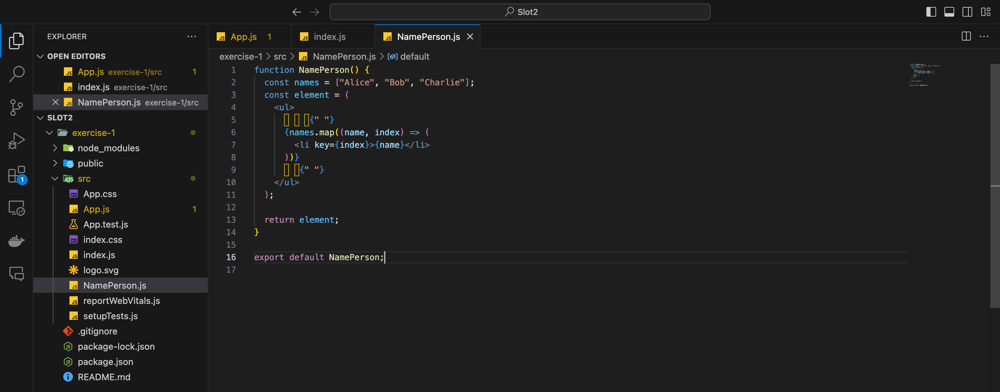 Slot2
EXPLORER
OPEN EDITORS
App.js exercise-1/src 1
index.js exercise-1/src
NamePerson.js exercise-1/src
SLOT2
exercise-1
node_modules
public
src
App.css
App.js 1
App.test.js
index.css
index.js
logo.svg
NamePerson.js
reportWebVitals.js
setupTests.js
.gitignore
package-lock.json
package.json
README.md
1
App.js 1
index.js
NamePerson.js
exercise-1 > src > NamePerson.js > default
1 function NamePerson() {
2 const names = ["Alice", "Bob", "Charlie"];
3 const element = (
4 <ul>
5 {" "}
6 {names.map((name, index) => (
7 <li key={index}>{name}</li>
8 ))}
9 {" "}
10 </ul>
11 );
12
13 return element;
14 }
15
16 export default NamePerson;
17